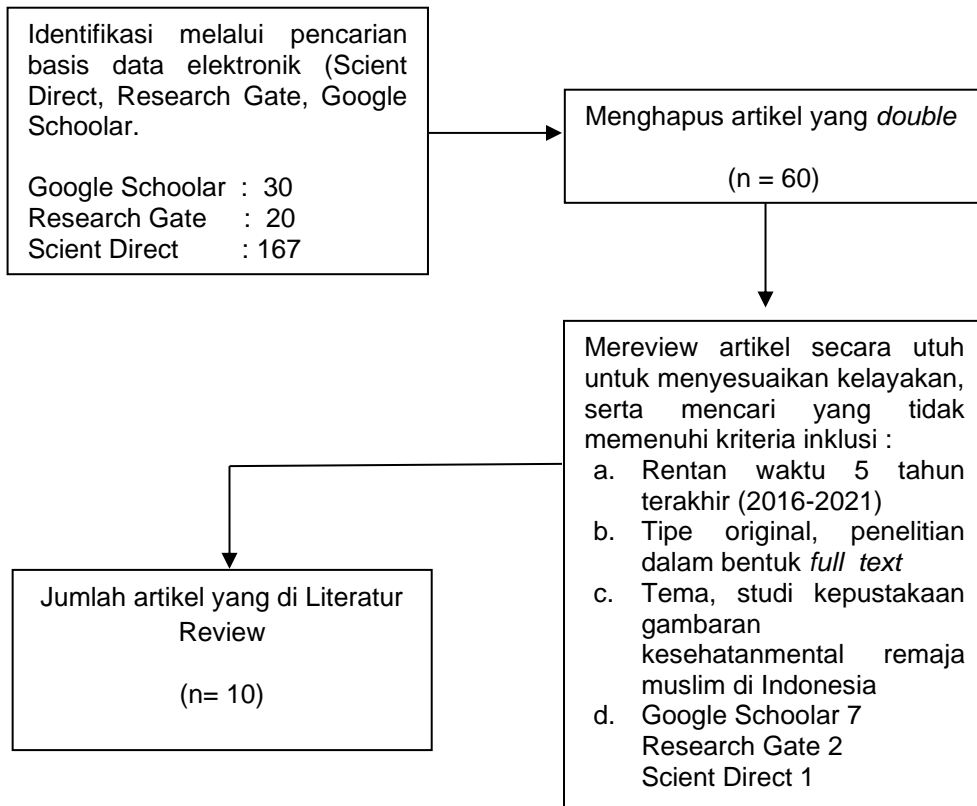 Identifikasi melalui pencarian
basis data elektronik (Scient
Direct, Research Gate, Google
Schoolar.
Google Schoolar : 30
Research Gate : 20
Scient Direct : 167
Menghapus artikel yang double
(n = 60)
Mereview artikel secara utuh
untuk menyesuaikan kelayakan,
serta mencari yang tidak
memenuhi kriteria inklusi :
a. Rentan waktu 5 tahun
terakhir (2016-2021)
b. Tipe original, penelitian
dalam bentuk full text
c. Tema, studi kepustakaan
gambaran
kesehatanmental remaja
muslim di Indonesia
d. Google Schoolar 7
Research Gate 2
Scient Direct 1
Jumlah artikel yang di Literatur
Review
(n= 10)